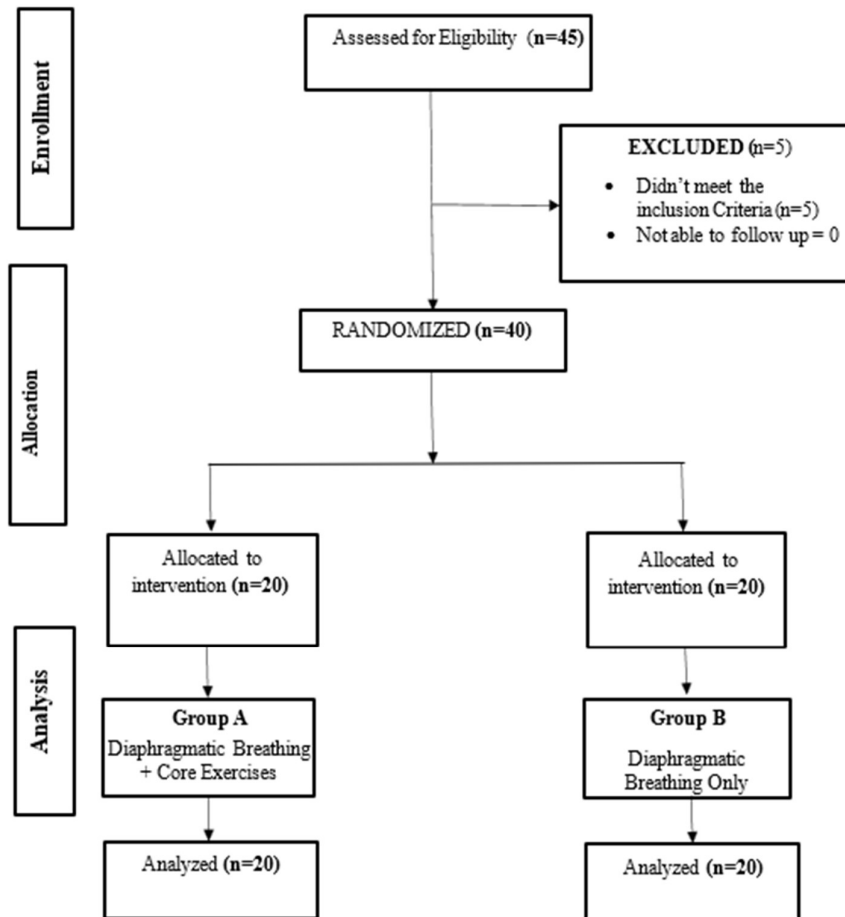 Enrollment
Assessed for Eligibility (n=45)
EXCLUDED (n=5)
• Didn't meet the
inclusion Criteria (n=5)
• Not able to follow up = 0
Allocation
RANDOMIZED (n=40)
Allocated to
intervention (n=20)
Allocated to
intervention (n=20)
Analysis
Group A
Diaphragmatic Breathing
+ Core Exercises
Group B
Diaphragmatic
Breathing Only
Analyzed (n=20)
Analyzed (n=20)